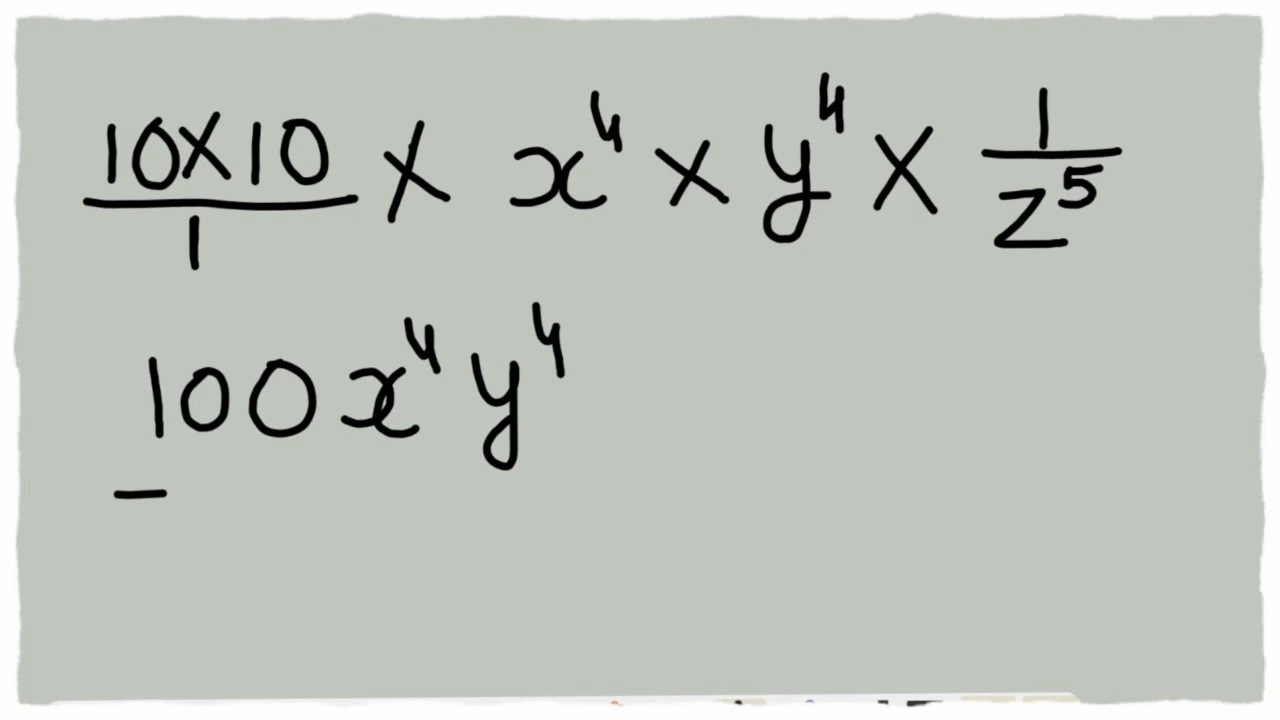 10×10/1 × x⁴ × y⁴ × 1/z⁵
100x⁴y⁴